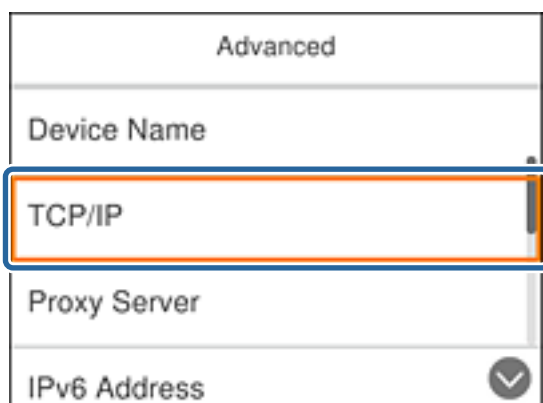 Advanced
Device Name
TCP/IP
Proxy Server
IPv6 Address